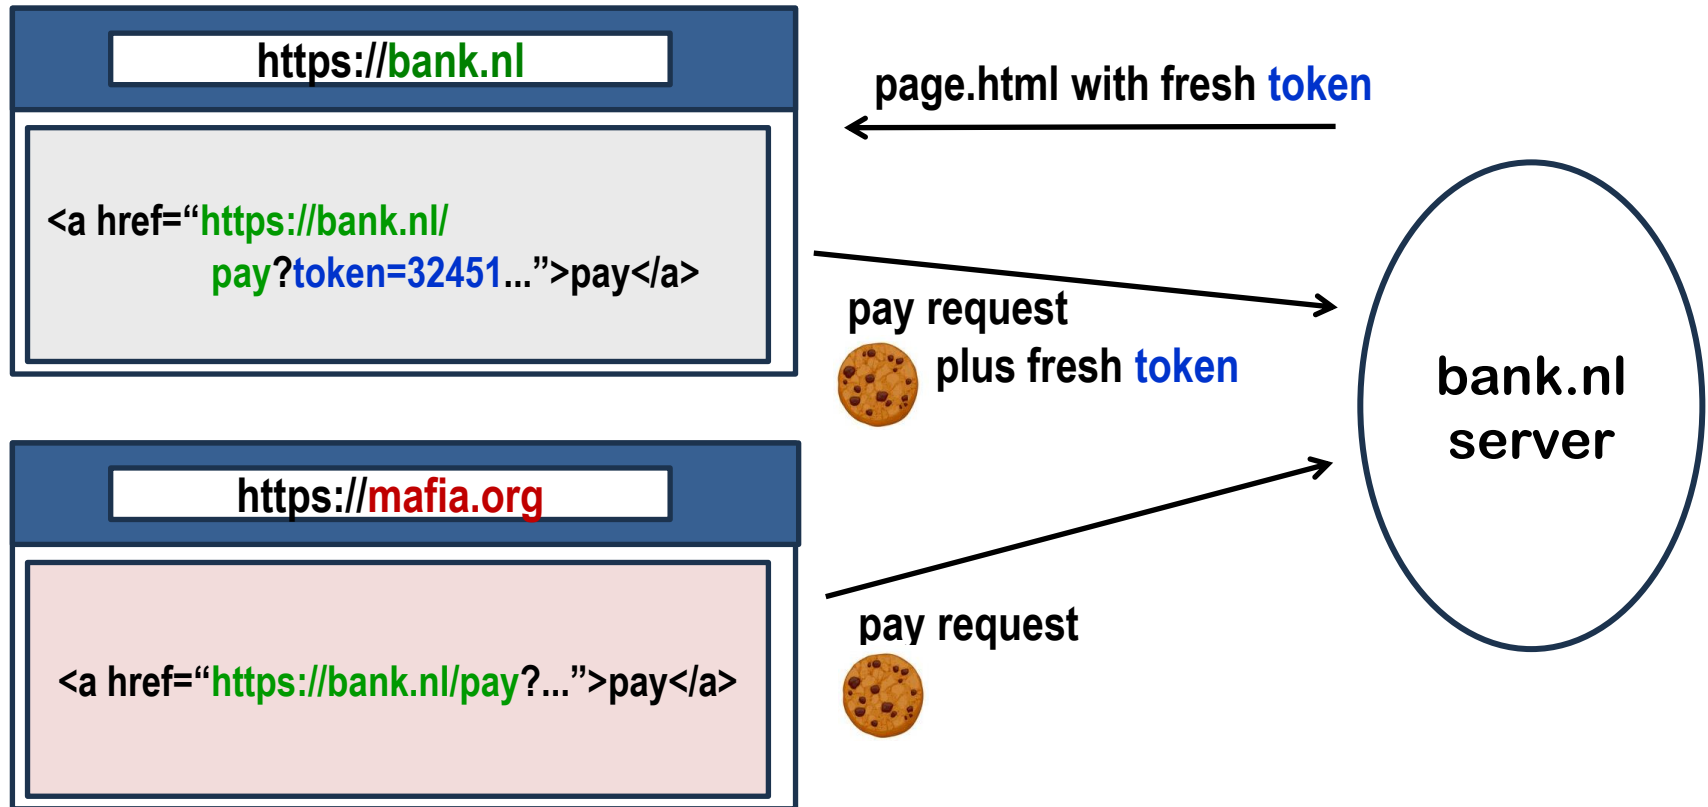 https://bank.nl
page.html with fresh token
<a href=“https://bank.nl/
pay?token=32451...”>pay</a>
pay request
plus fresh token
bank.nl
server
https://mafia.org
<a href=“https://bank.nl/pay?...”>pay</a>
pay request